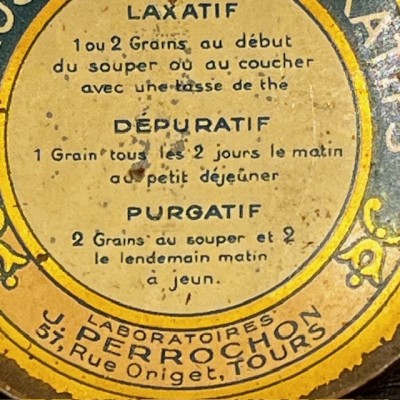 LAXATIF
1 ou 2 Grains au début
du souper ou au coucher
avec une tasse de thé
DÉPURATIF
1 Grain tous les 2 jours le matin
au petit déjeuner
PURGATIF
2 Grains au souper et 2
le lendemain matin
à jeun.
LABORATOIRES
J. PERROCHON
57, Rue Origet, TOURS